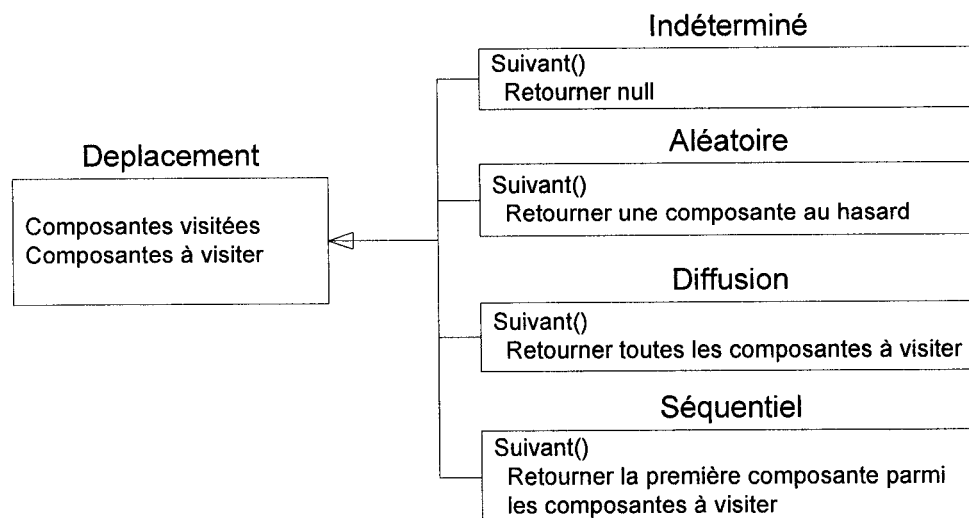 Indéterminé
Suivant()
Retourner null
Aléatoire
Suivant()
Retourner une composante au hasard
Deplacement
Composantes visitées
Composantes à visiter
Diffusion
Suivant()
Retourner toutes les composantes à visiter
Séquentiel
Suivant()
Retourner la première composante parmi
les composantes à visiter